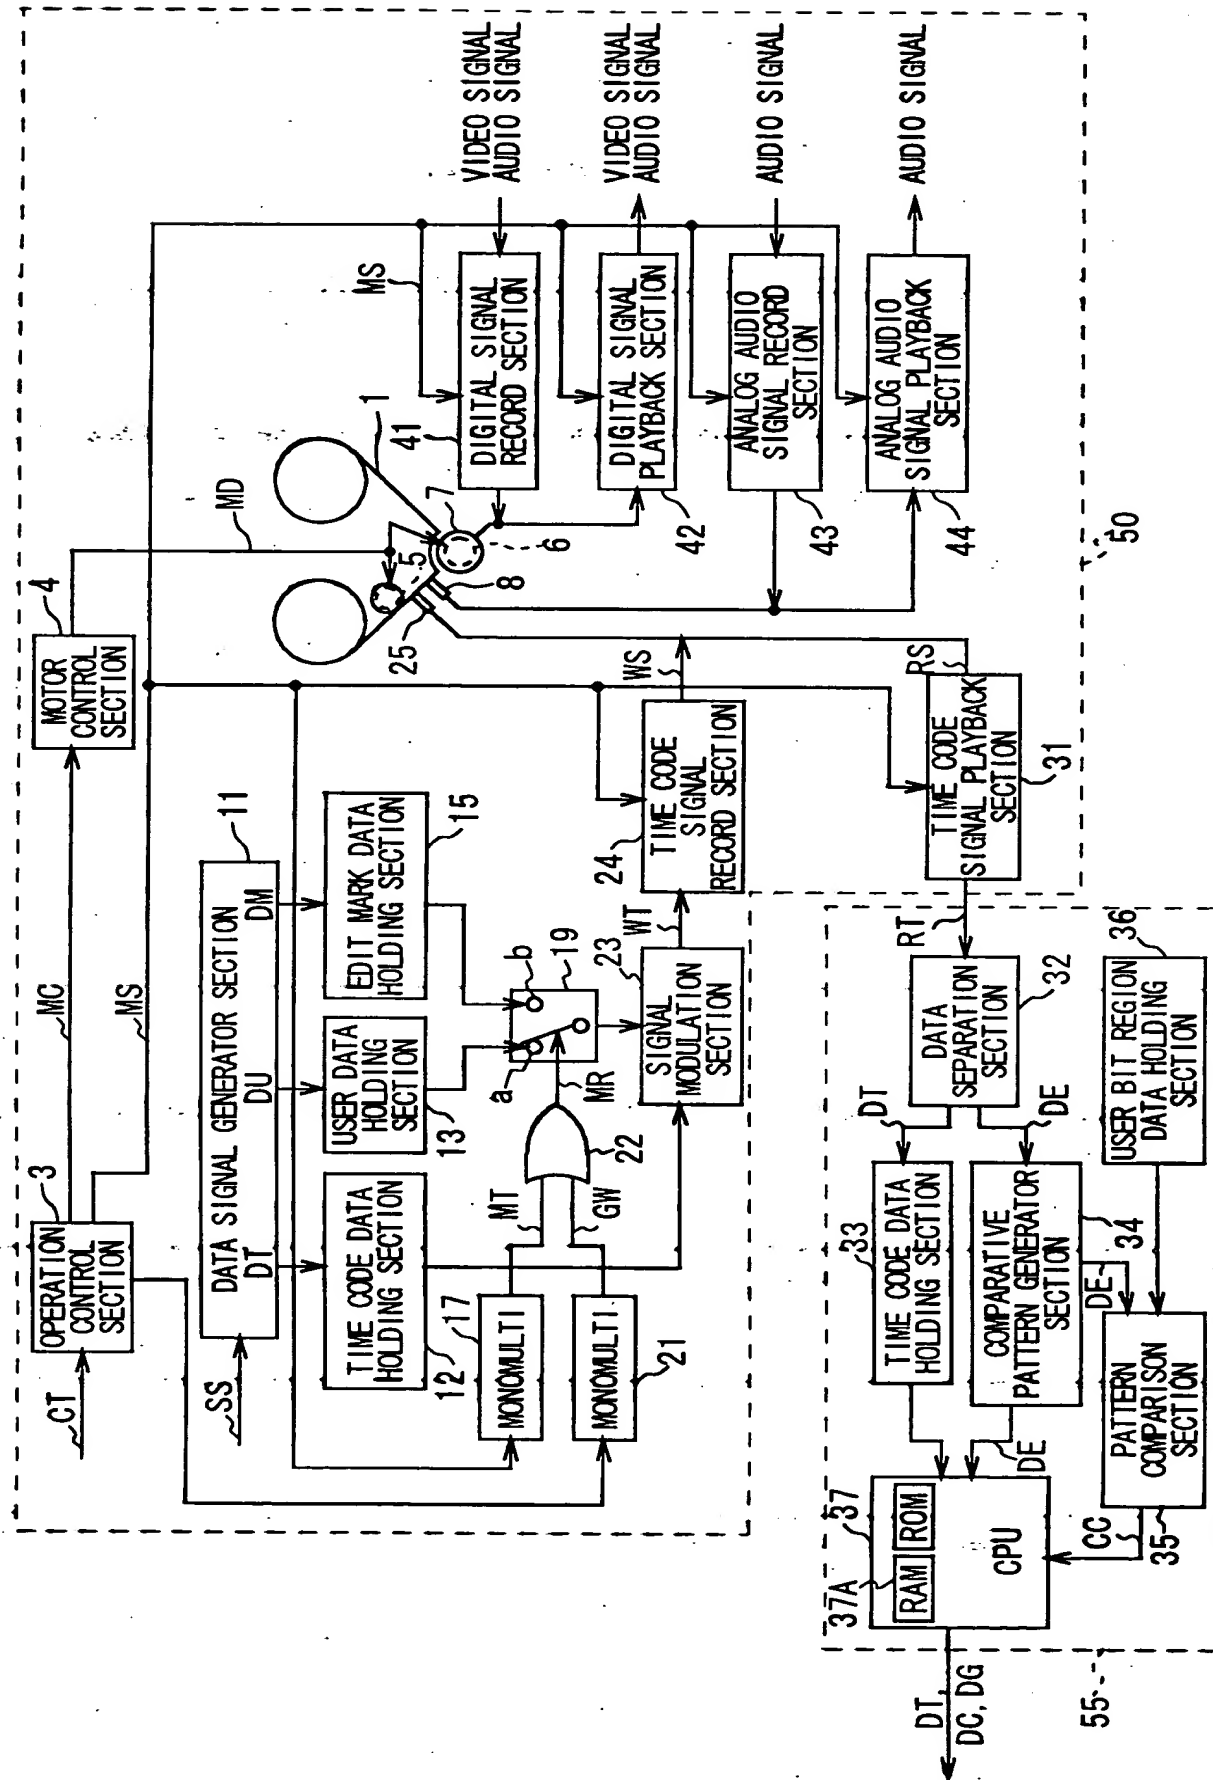 CT
OPERATION
CONTROL
SECTION
3
MC
MS
MOTOR
CONTROL
SECTION
4
MD
SS
DATA SIGNAL GENERATOR SECTION
DT
DU
DM
11
TIME CODE DATA
HOLDING SECTION
12
USER DATA
HOLDING
SECTION
13
EDIT MARK DATA
HOLDING SECTION
15
MONOMULTI
17
MONOMULTI
21
MT
GW
22
MR
a
b
19
SIGNAL
MODULATION
SECTION
23
WT
TIME CODE
SIGNAL
RECORD SECTION
24
WS
25
8
5
6
7
1
MS
DIGITAL SIGNAL
RECORD SECTION
41
VIDEO SIGNAL
AUDIO SIGNAL
DIGITAL SIGNAL
PLAYBACK SECTION
42
VIDEO SIGNAL
AUDIO SIGNAL
ANALOG AUDIO
SIGNAL RECORD
SECTION
43
AUDIO SIGNAL
ANALOG AUDIO
SIGNAL PLAYBACK
SECTION
44
AUDIO SIGNAL
50
RS
TIME CODE
SIGNAL PLAYBACK
SECTION
31
RT
DATA
SEPARATION
SECTION
32
DT
DE
TIME CODE DATA
HOLDING SECTION
33
COMPARATIVE
PATTERN GENERATOR
SECTION
34
DE
USER BIT REGION
DATA HOLDING
SECTION
36
PATTERN
COMPARISON
SECTION
35
DE
CC
37
37A
RAM
ROM
CPU
DT,
DC, DG
55